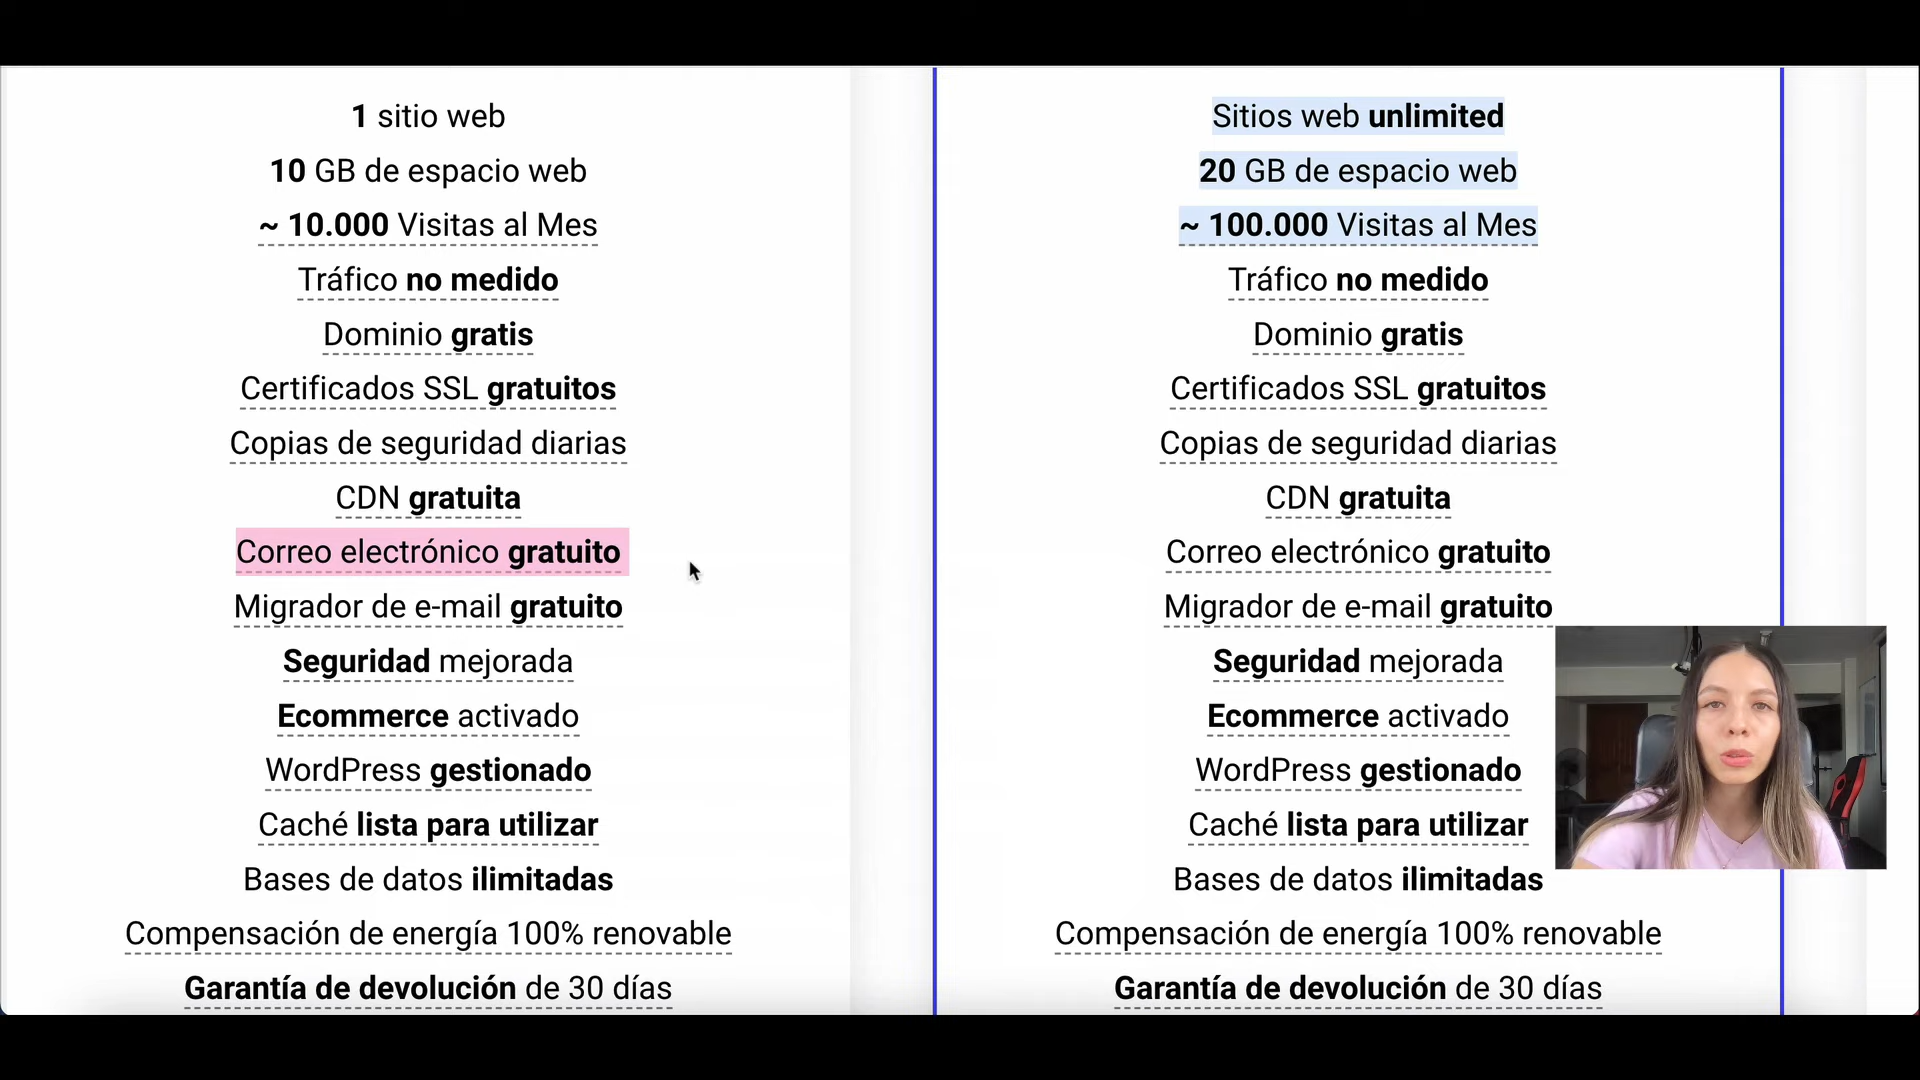 1 sitio web
10 GB de espacio web
~ 10.000 Visitas al Mes
Tráfico no medido
Dominio gratis
Certificados SSL gratuitos
Copias de seguridad diarias
CDN gratuita
Correo electrónico gratuito
Migrador de e-mail gratuito
Seguridad mejorada
Ecommerce activado
WordPress gestionado
Caché lista para utilizar
Bases de datos ilimitadas
Compensación de energía 100% renovable
Garantía de devolución de 30 días
Sitios web unlimited
20 GB de espacio web
~ 100.000 Visitas al Mes
Tráfico no medido
Dominio gratis
Certificados SSL gratuitos
Copias de seguridad diarias
CDN gratuita
Correo electrónico gratuito
Migrador de e-mail gratuito
Seguridad mejorada
Ecommerce activado
WordPress gestionado
Caché lista para utilizar
Bases de datos ilimitadas
Compensación de energía 100% renovable
Garantía de devolución de 30 días